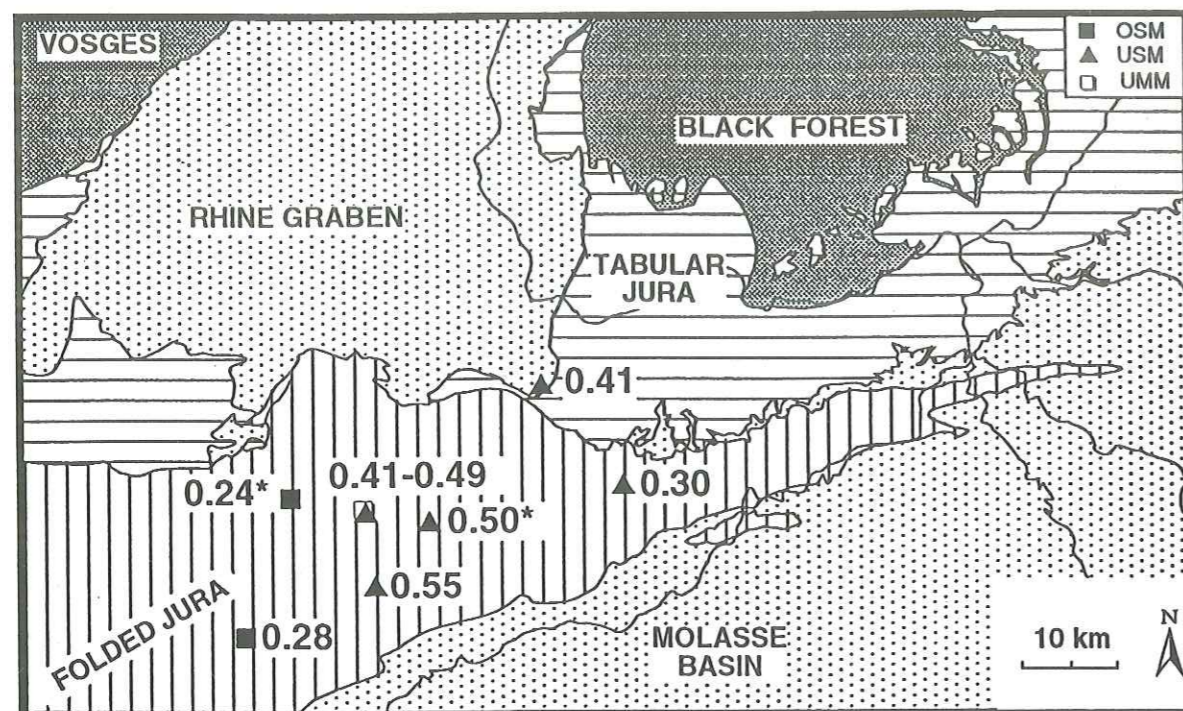 VOSGES
OSM
USM
UMM
BLACK FOREST
RHINE GRABEN
TABULAR
JURA
0.41
0.41-0.49
0.24*
0.30
0.50*
0.55
FOLDED JURA
0.28
MOLASSE
BASIN
10 km
N